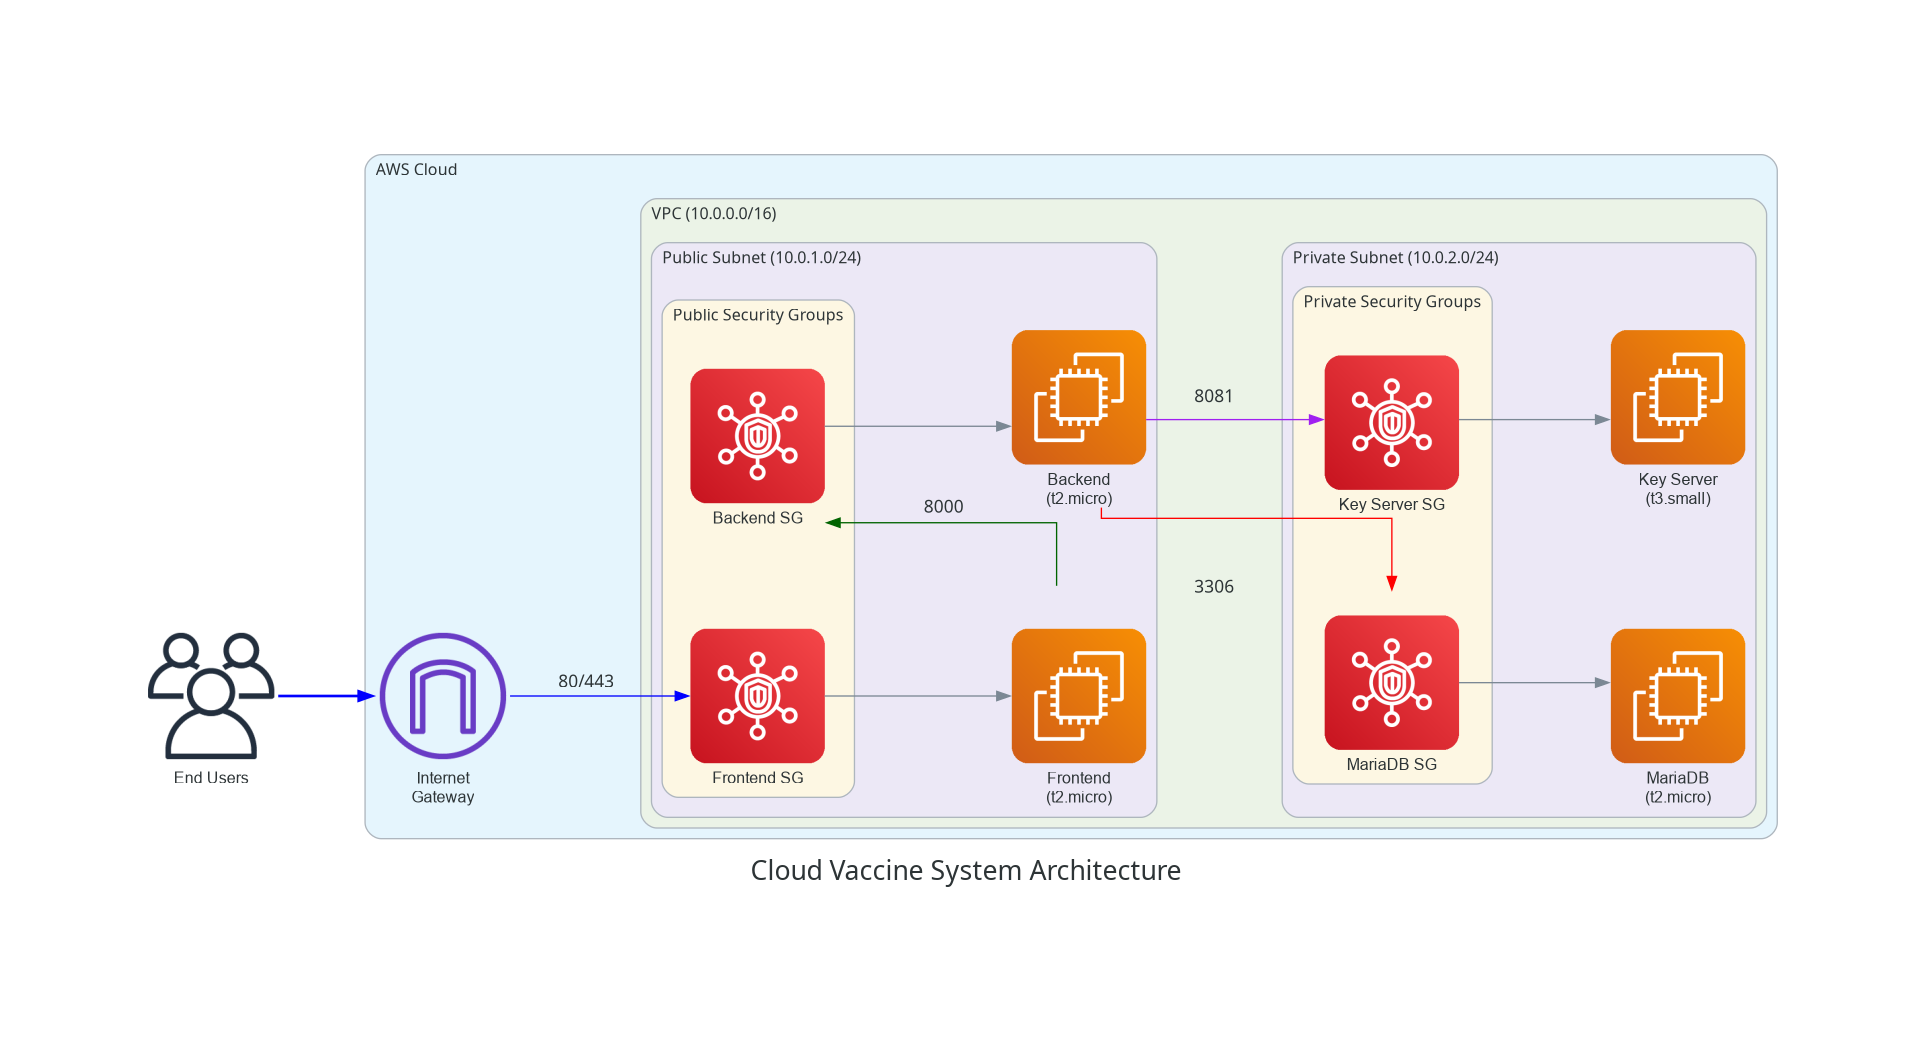 AWS Cloud
VPC (10.0.0.0/16)
Public Subnet (10.0.1.0/24)
Private Subnet (10.0.2.0/24)
Public Security Groups
Private Security Groups
Backend SG
Backend
(t2.micro)
8081
Key Server SG
Key Server
(t3.small)
8000
3306
End Users
Internet
Gateway
80/443
Frontend SG
Frontend
(t2.micro)
MariaDB SG
MariaDB
(t2.micro)
Cloud Vaccine System Architecture